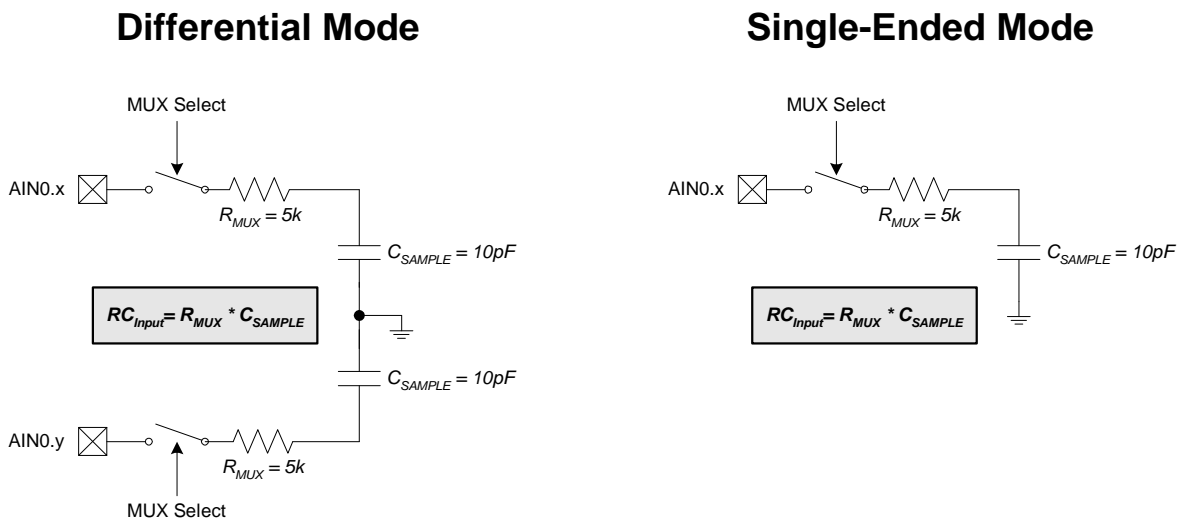 Differential Mode
MUX Select
AIN0.x
R_MUX = 5k
C_SAMPLE = 10pF
RC_Input= R_MUX * C_SAMPLE
C_SAMPLE = 10pF
AIN0.y
R_MUX = 5k
MUX Select
Single-Ended Mode
MUX Select
AIN0.x
R_MUX = 5k
C_SAMPLE = 10pF
RC_Input= R_MUX * C_SAMPLE